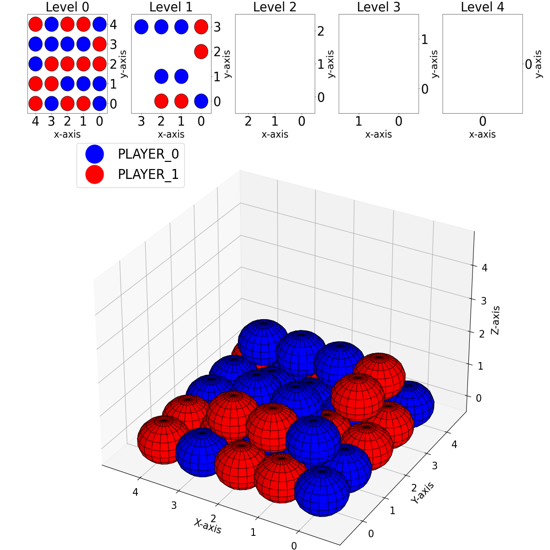 Level 0 Level 1 Level 2 Level 3 Level 4
4 3 2 1 0 y-axis 3 2 1 0 y-axis 2 1 0 y-axis 1 0 y-axis 0 y-axis
4 3 2 1 0 3 2 1 0 2 1 0 1 0 0
x-axis x-axis x-axis x-axis x-axis
PLAYER_0
PLAYER_1
4 3 2 1 0 Z-axis
4 3 2 1 0 X-axis
0 1 2 3 4 Y-axis